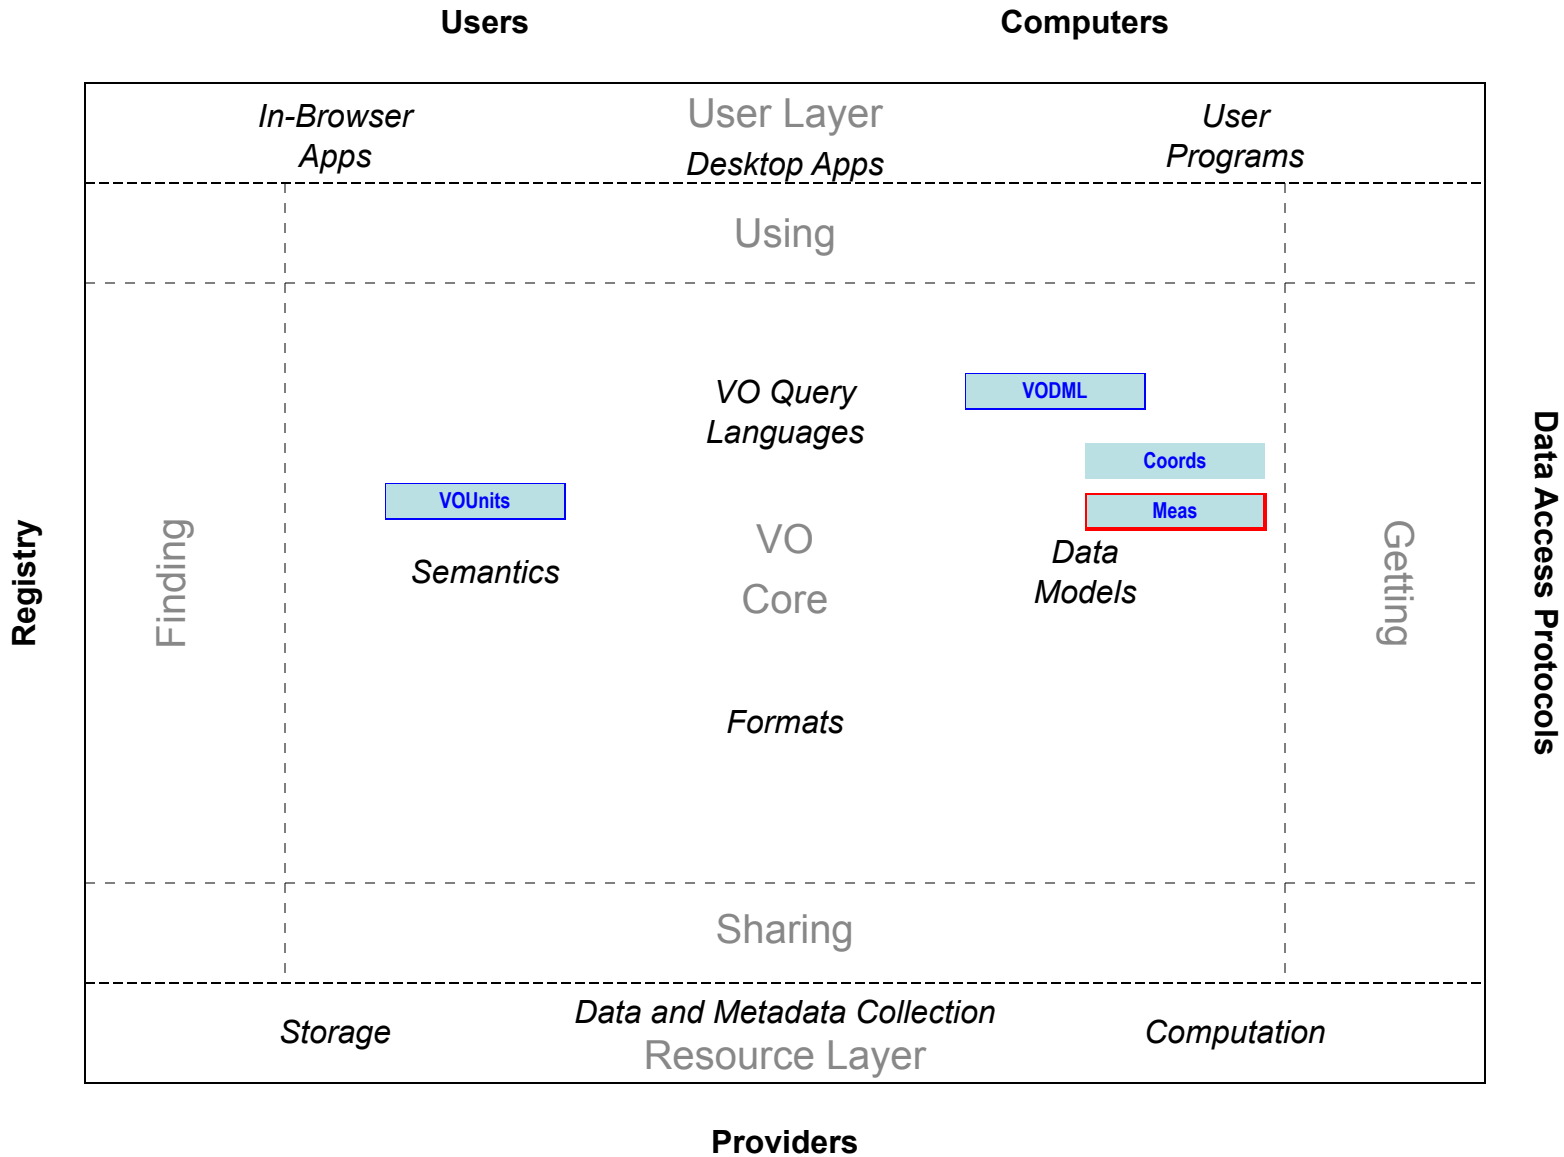 Users
Computers
In-Browser
Apps
User Layer
Desktop Apps
User
Programs
Using
VO Query
Languages
VODML
Coords
Meas
VOUnits
Semantics
VO
Core
Data
Models
Finding
Getting
Registry
Data Access Protocols
Formats
Sharing
Storage
Data and Metadata Collection
Computation
Resource Layer
Providers